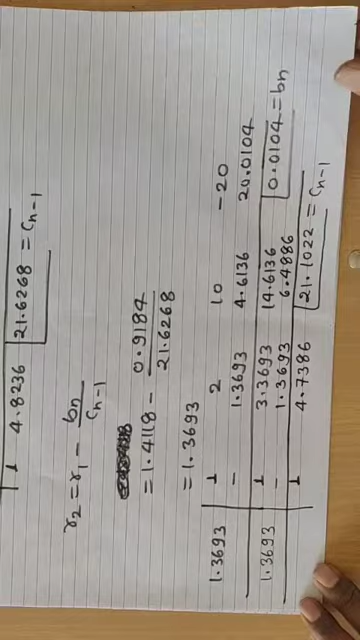 1 4.8236 21.6268 = Cn-1
r2 = r1 - bn / Cn-1
= 1.4118 - 0.9184 / 21.6268
= 1.3693
1.3693 1 2 10 -20
- 1.3693 4.6136 20.0104
1.3693 1 3.3693 14.6136 0.0104 = bn
- 1.3693 6.4886
1 4.7386 21.1022 = Cn-1